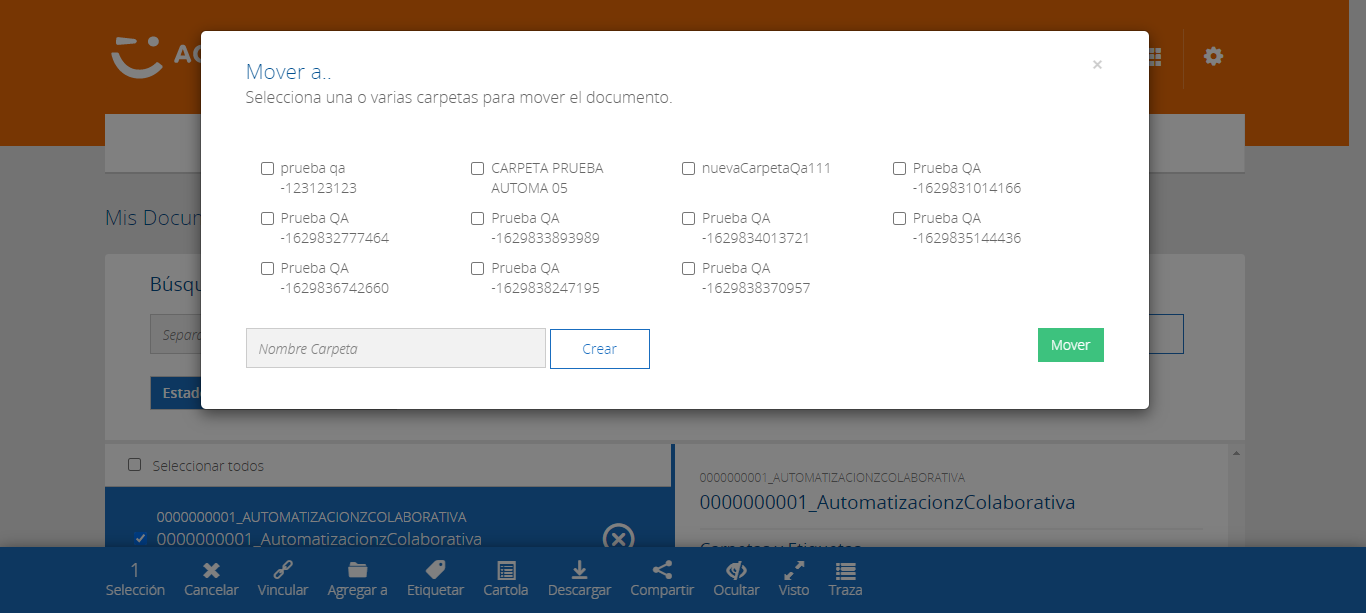 Mover a..
×
Selecciona una o varias carpetas para mover el documento.
prueba qa
-123123123
CARPETA PRUEBA
AUTOMA 05
nuevaCarpetaQa111
Prueba QA
-1629831014166
Prueba QA
-1629832777464
Prueba QA
-1629833893989
Prueba QA
-1629834013721
Prueba QA
-1629835144436
Prueba QA
-1629836742660
Prueba QA
-1629838247195
Prueba QA
-1629838370957
Nombre Carpeta
Crear
Mover
Mis Docu
Búsqu
Separ
Estad
Seleccionar todos
0000000001_AUTOMATIZACIONZCOLABORATIVA
0000000001_AutomatizacionzColaborativa
0000000001_AUTOMATIZACIONZCOLABORATIVA
0000000001_AutomatizacionzColaborativa
Carpetas y Etiquetas
1
Selección
Cancelar
Vincular
Agregar a
Etiquetar
Cartola
Descargar
Compartir
Ocultar
Visto
Traza